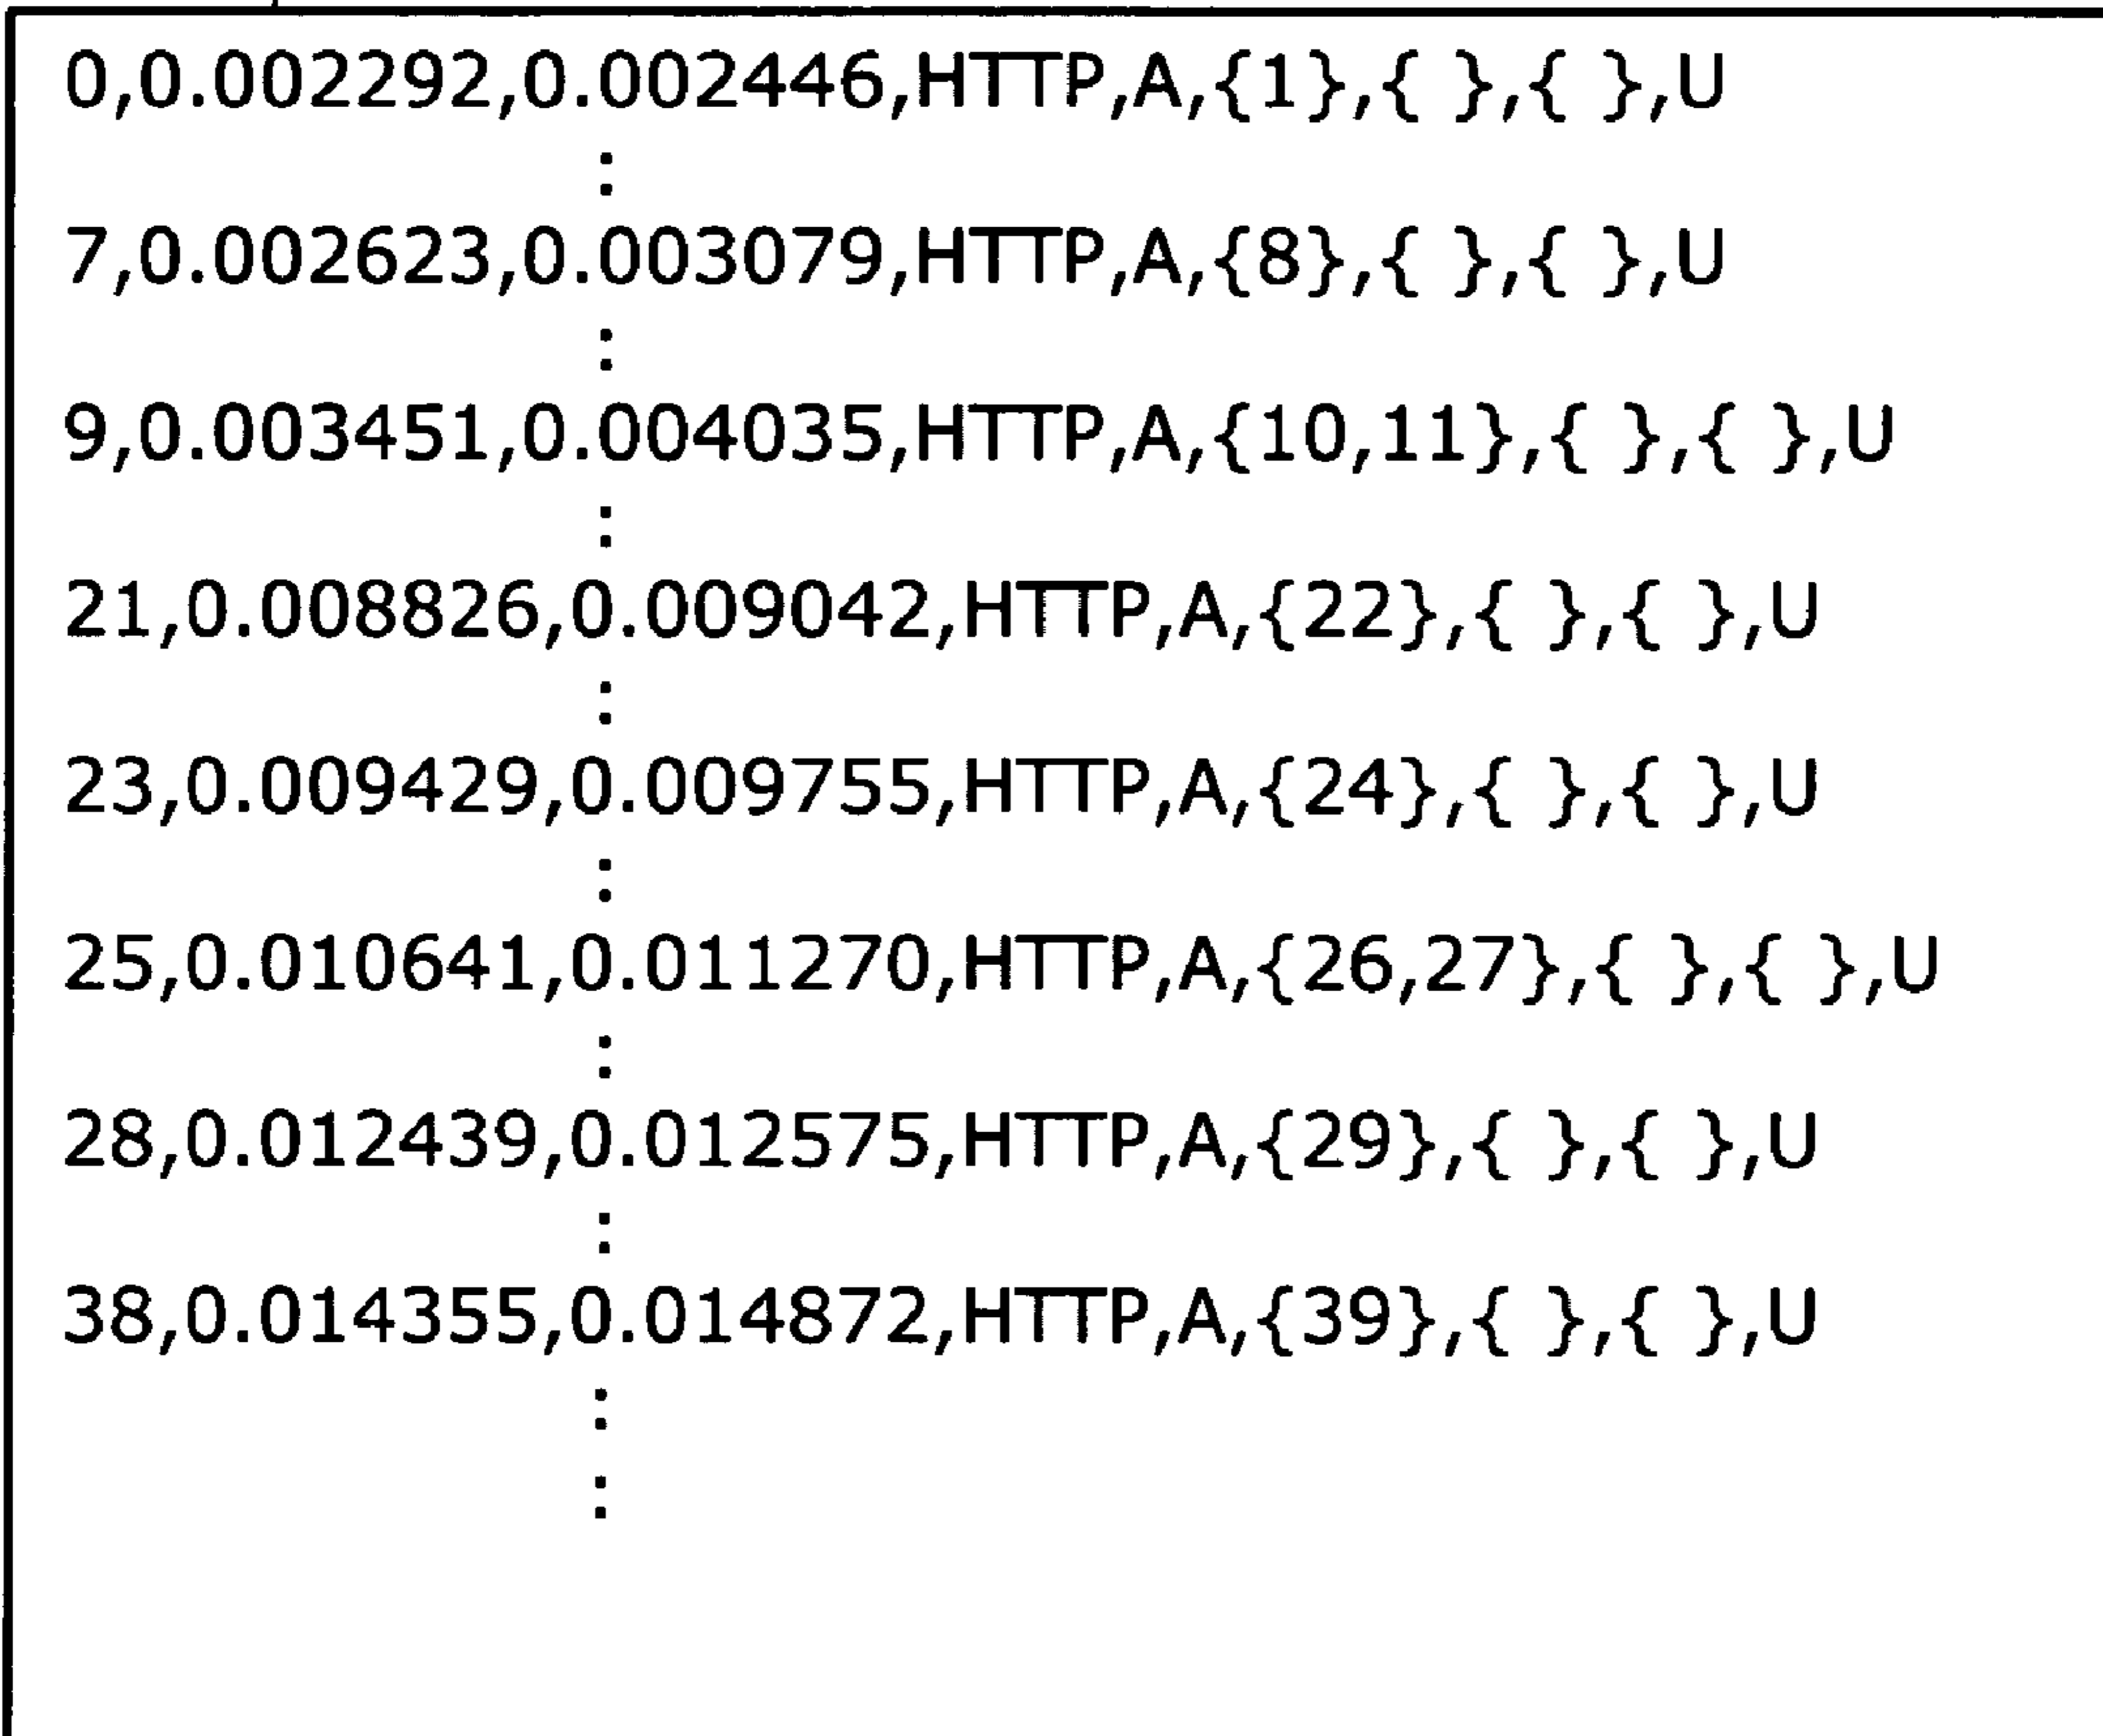 0,0.002292,0.002446,HTTP,A,{1},{ },{ },U
:
7,0.002623,0.003079,HTTP,A,{8},{ },{ },U
:
9,0.003451,0.004035,HTTP,A,{10,11},{ },{ },U
:
21,0.008826,0.009042,HTTP,A,{22},{ },{ },U
:
23,0.009429,0.009755,HTTP,A,{24},{ },{ },U
:
25,0.010641,0.011270,HTTP,A,{26,27},{ },{ },U
:
28,0.012439,0.012575,HTTP,A,{29},{ },{ },U
:
38,0.014355,0.014872,HTTP,A,{39},{ },{ },U
:
: